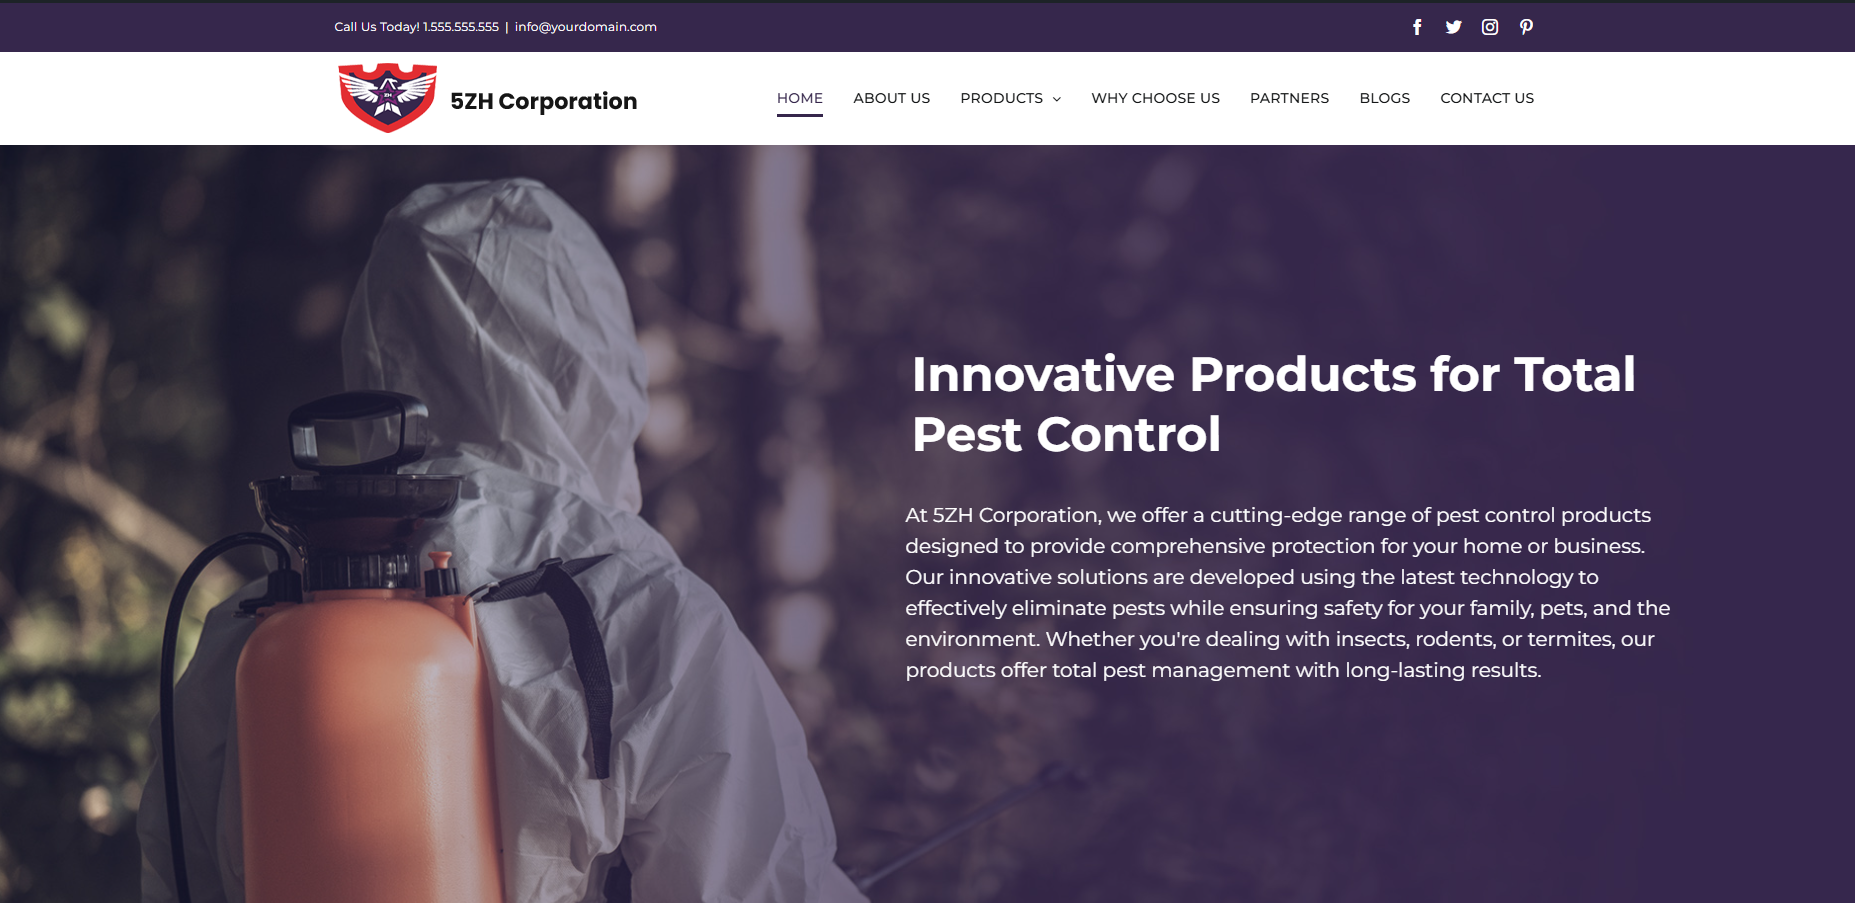 Call Us Today! 1.555.555.555 | info@yourdomain.com
ZH
5ZH Corporation
HOME ABOUT US PRODUCTS WHY CHOOSE US PARTNERS BLOGS CONTACT US
Innovative Products for Total
Pest Control
At 5ZH Corporation, we offer a cutting-edge range of pest control products
designed to provide comprehensive protection for your home or business.
Our innovative solutions are developed using the latest technology to
effectively eliminate pests while ensuring safety for your family, pets, and the
environment. Whether you're dealing with insects, rodents, or termites, our
products offer total pest management with long-lasting results.